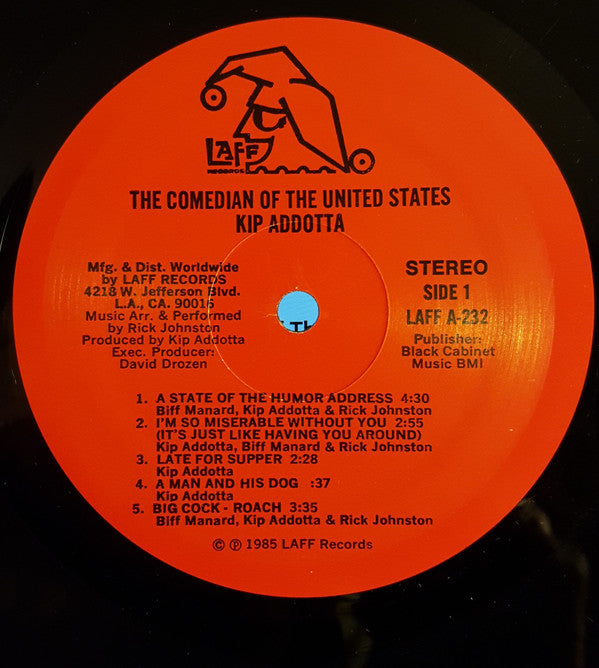 LAFF
RECORDS
THE COMEDIAN OF THE UNITED STATES
KIP ADDOTTA
Mfg. & Dist. Worldwide
by LAFF RECORDS
4218 W. Jefferson Blvd.
L.A., CA. 90016
Music Arr. & Performed
by Rick Johnston
Produced by Kip Addotta
Exec. Producer:
David Drozen
STEREO
SIDE 1
LAFF A-232
Publisher:
Black Cabinet
Music BMI
1. A STATE OF THE HUMOR ADDRESS 4:30
Biff Manard, Kip Addotta & Rick Johnston
2. I'M SO MISERABLE WITHOUT YOU 2:55
(IT'S JUST LIKE HAVING YOU AROUND)
Kip Addotta, Biff Manard & Rick Johnston
3. LATE FOR SUPPER 2:28
Kip Addotta
4. A MAN AND HIS DOG :37
Kip Addotta
5. BIG COCK - ROACH 3:35
Biff Manard, Kip Addotta & Rick Johnston
© ℗ 1985 LAFF Records